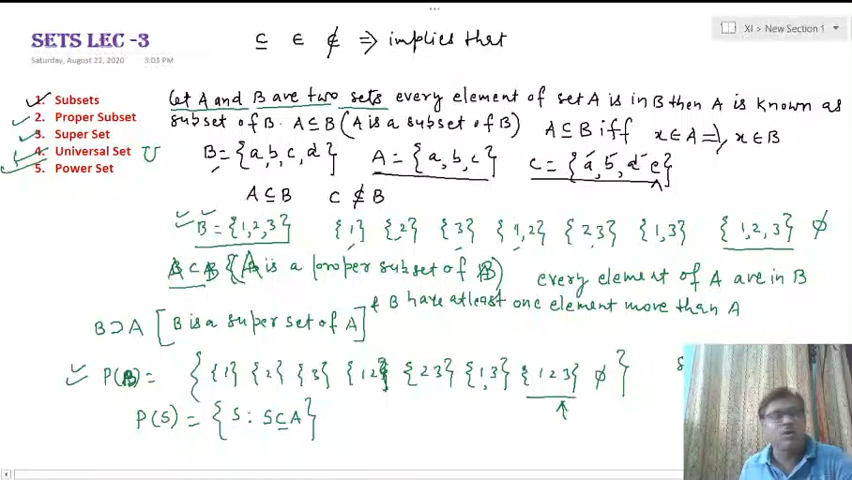 SETS LEC -3
⊆ ∈ ⊄ ⇒ implies that
XI > New Section 1
Saturday, August 22, 2020 3:03 PM
1. Subsets
2. Proper Subset
3. Super Set
4. Universal Set U
5. Power Set
Let A and B are two sets every element of set A is in B then A is known as
subset of B. A⊆B (A is a subset of B) A⊆B iff x∈A ⇒, x∈B
B = {a,b,c,d} A = {a,b,c} C = {a,b,d e}
A⊆B C⊄B
B = {1,2,3} {1} {2} {3} {1,2} {2,3} {1,3} {1,2,3} ∅
A⊂B (A is a proper subset of B) every element of A are in B
& B have atleast one element more than A
B⊃A [B is a super set of A]
P(B) = { {1} {2} {3} {12} {23} {1,3} {1 2 3} ∅ }
P(S) = {S : S⊆A}